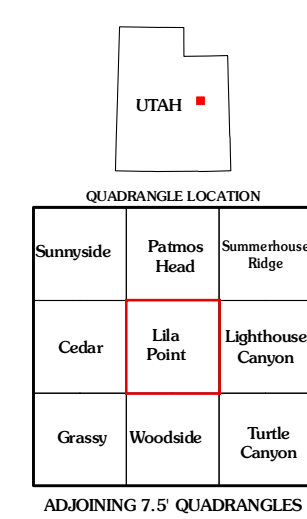 UTAH
QUADRANGLE LOCATION
Sunnyside
Patmos
Head
Summerhouse
Ridge
Cedar
Lila
Point
Lighthouse
Canyon
Grassy
Woodside
Turtle
Canyon
ADJOINING 7.5' QUADRANGLES